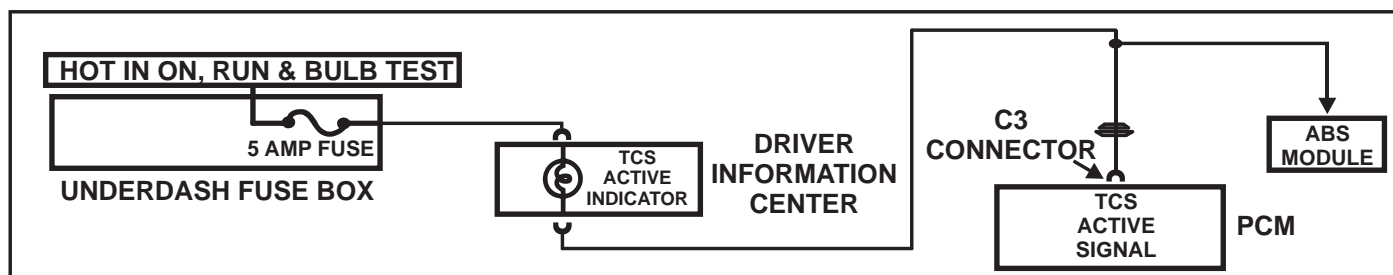 HOT IN ON, RUN & BULB TEST
5 AMP FUSE
UNDERDASH FUSE BOX
TCS
ACTIVE
INDICATOR
DRIVER
INFORMATION
CENTER
C3
CONNECTOR
TCS
ACTIVE
SIGNAL
PCM
ABS
MODULE